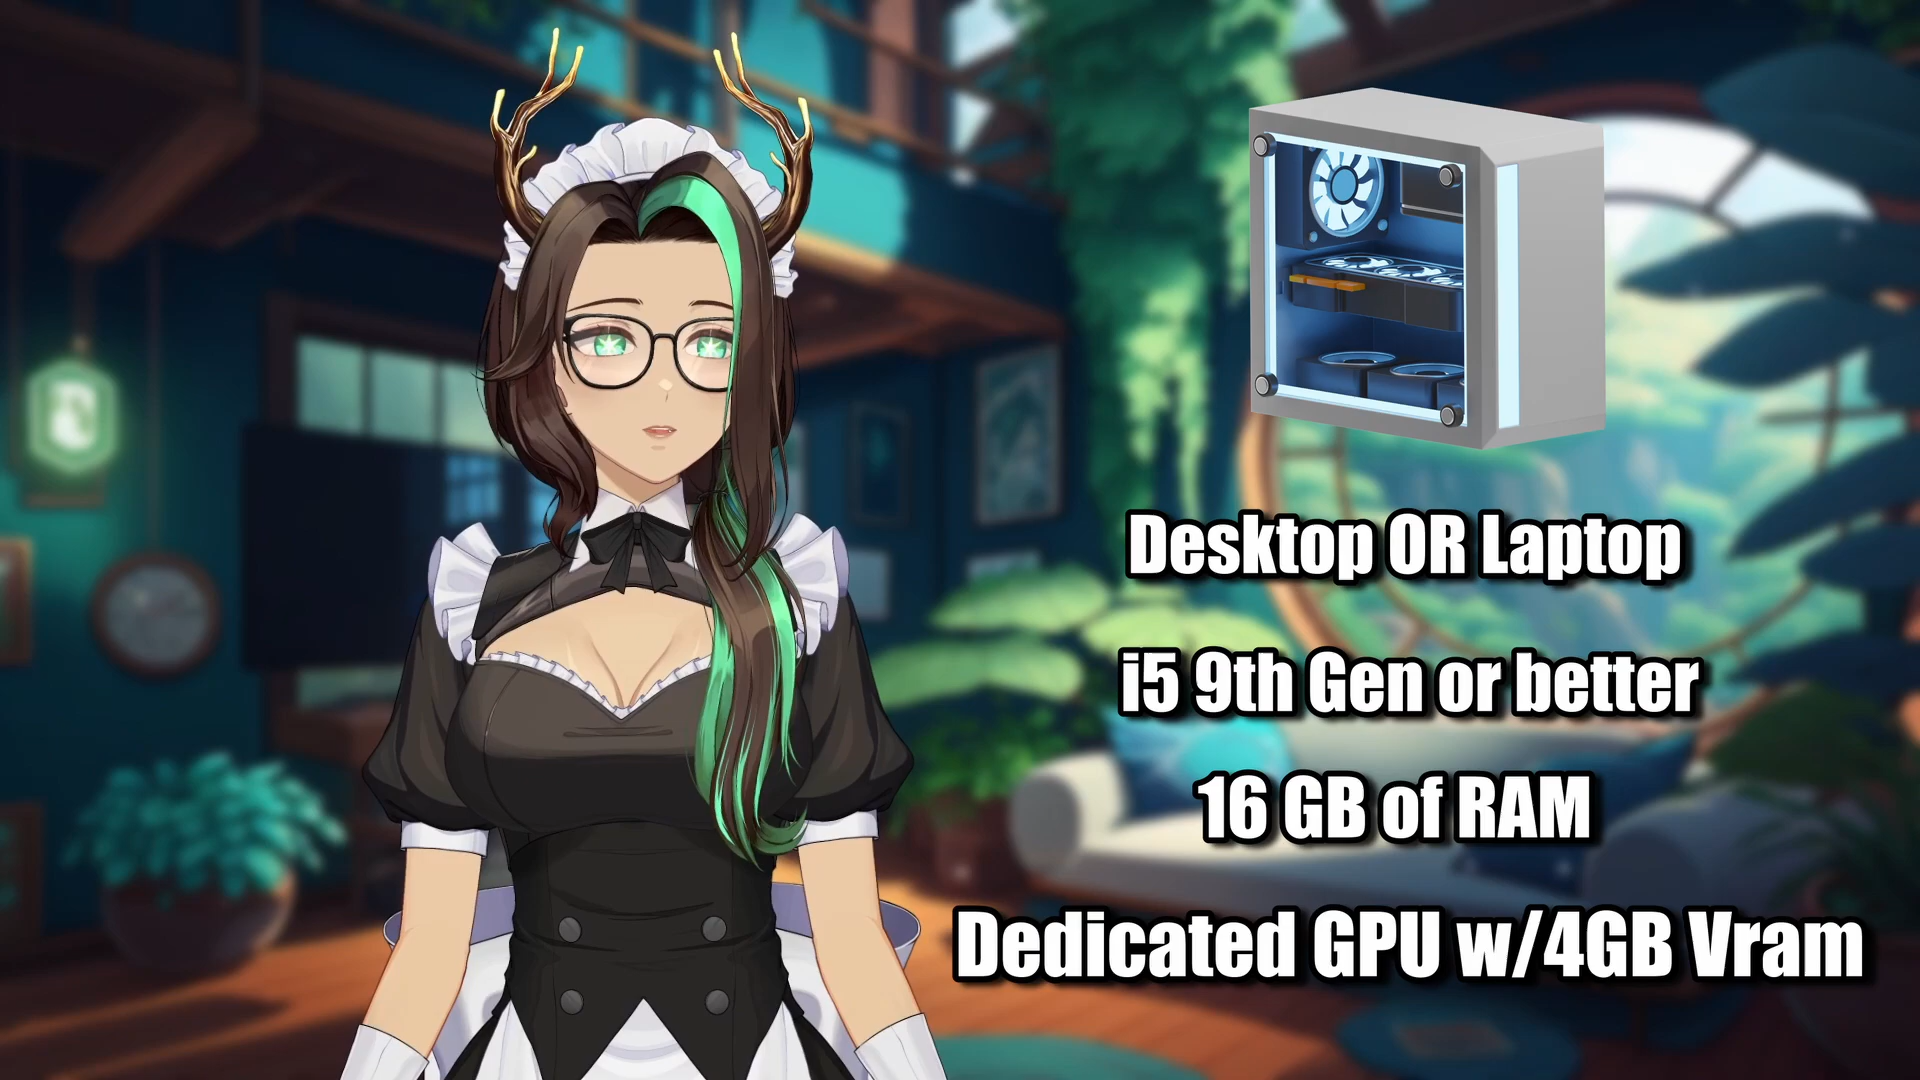 Desktop OR Laptop
i5 9th Gen or better
16 GB of RAM
Dedicated GPU w/4GB Vram